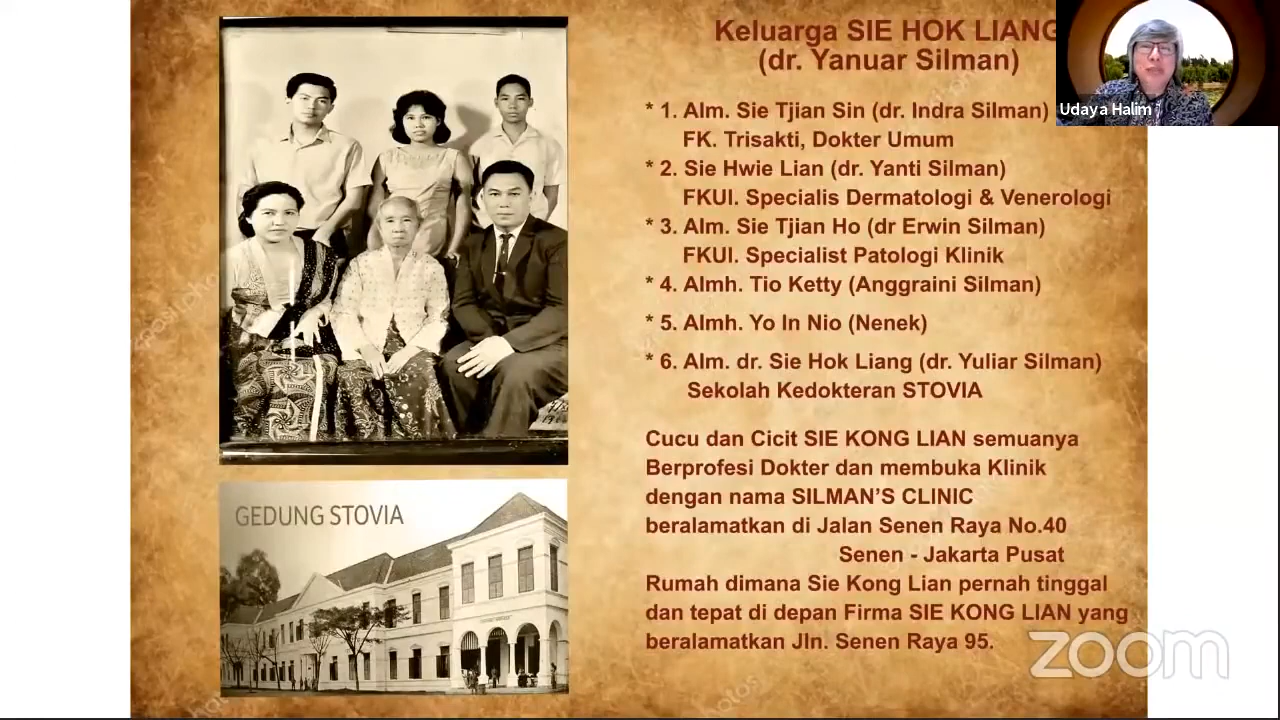 Keluarga SIE HOK LIANG
(dr. Yanuar Silman)
* 1. Alm. Sie Tjian Sin (dr. Indra Silman)
FK. Trisakti, Dokter Umum
* 2. Sie Hwie Lian (dr. Yanti Silman)
FKUI. Specialis Dermatologi & Venerologi
* 3. Alm. Sie Tjian Ho (dr Erwin Silman)
FKUI. Specialist Patologi Klinik
* 4. Almh. Tio Ketty (Anggraini Silman)
* 5. Almh. Yo In Nio (Nenek)
* 6. Alm. dr. Sie Hok Liang (dr. Yuliar Silman)
Sekolah Kedokteran STOVIA
Cucu dan Cicit SIE KONG LIAN semuanya
Berprofesi Dokter dan membuka Klinik
dengan nama SILMAN'S CLINIC
beralamatkan di Jalan Senen Raya No.40
Senen - Jakarta Pusat
Rumah dimana Sie Kong Lian pernah tinggal
dan tepat di depan Firma SIE KONG LIAN yang
beralamatkan Jln. Senen Raya 95.
GEDUNG STOVIA
Udaya Halim
zoom